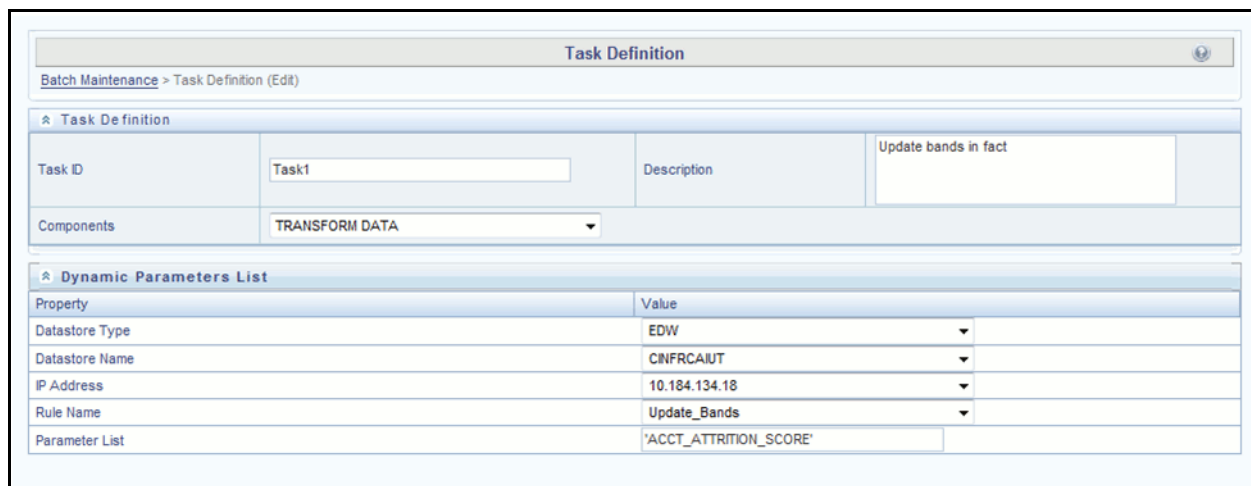 Task Definition
Batch Maintenance > Task Definition (Edit)
Task Definition
Task ID
Task1
Description
Update bands in fact
Components
TRANSFORM DATA
Dynamic Parameters List
Property
Value
Datastore Type
EDW
Datastore Name
CINFRCAIUT
IP Address
10.184.134.18
Rule Name
Update_Bands
Parameter List
'ACCT_ATTRITION_SCORE'